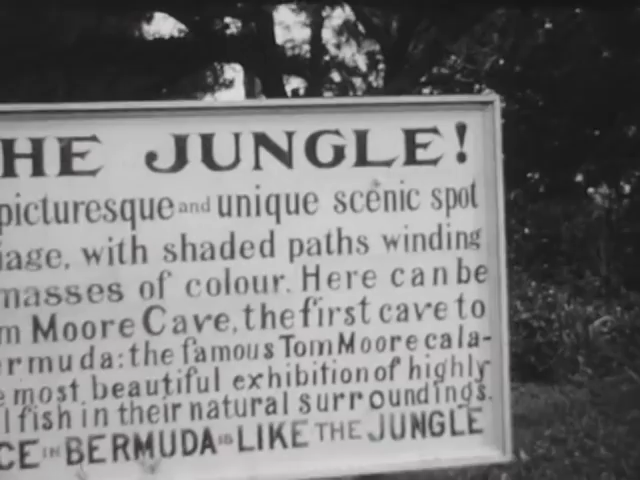 HE JUNGLE!
picturesque and unique scenic spot
iage, with shaded paths winding
masses of colour. Here can be
m Moore Cave, the first cave to
ermuda: the famous Tom Moore cala-
e most beautiful exhibition of highly
l fish in their natural surroundings.
CE IN BERMUDA IS LIKE THE JUNGLE